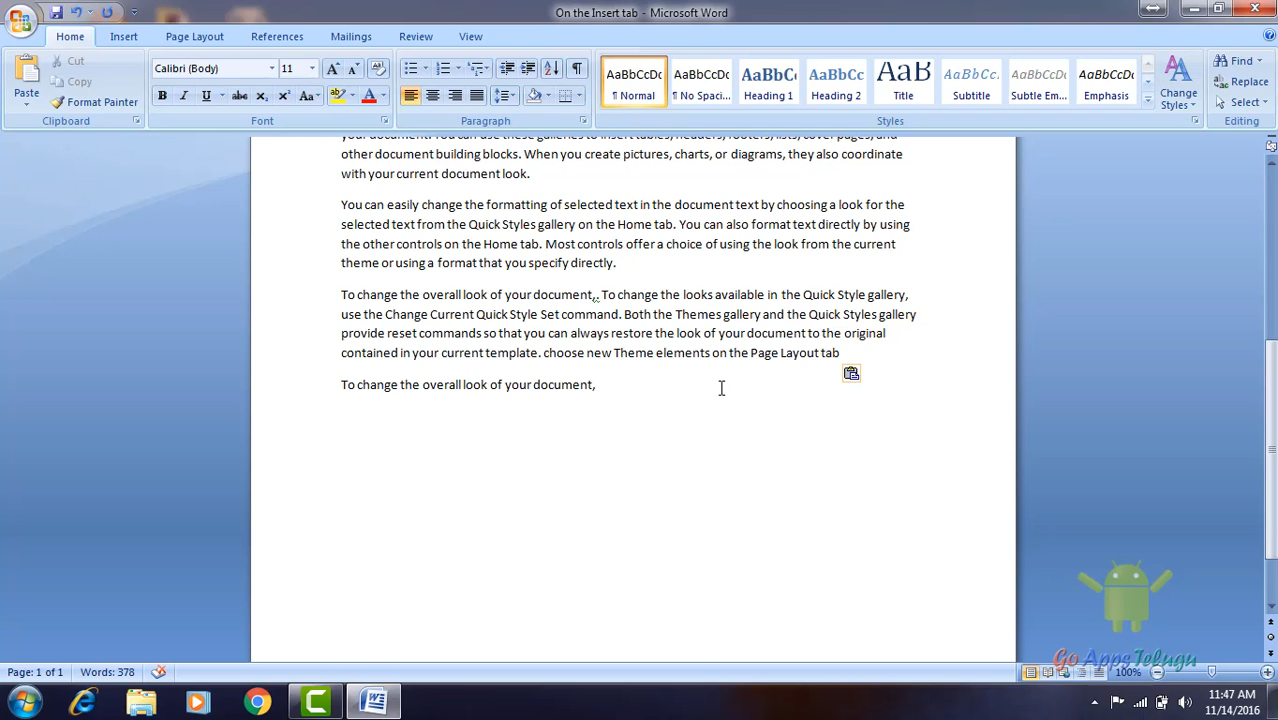 On the Insert tab - Microsoft Word
Home Insert Page Layout References Mailings Review View
Paste
Cut
Copy
Format Painter
Clipboard
Calibri (Body) 11
B I U abc x₂ x² Aa
Font
Paragraph
AaBbCcDc AaBbCcDc AaBbC AaBbCc AaB AaBbCc. AaBbCcDc AaBbCcDc
¶ Normal ¶ No Spaci... Heading 1 Heading 2 Title Subtitle Subtle Em... Emphasis
Change Styles
Styles
Find
Replace
Select
Editing
your document. You can use these galleries to insert tables, headers, footers, lists, cover pages, and
other document building blocks. When you create pictures, charts, or diagrams, they also coordinate
with your current document look.
You can easily change the formatting of selected text in the document text by choosing a look for the
selected text from the Quick Styles gallery on the Home tab. You can also format text directly by using
the other controls on the Home tab. Most controls offer a choice of using the look from the current
theme or using a format that you specify directly.
To change the overall look of your document,. To change the looks available in the Quick Style gallery,
use the Change Current Quick Style Set command. Both the Themes gallery and the Quick Styles gallery
provide reset commands so that you can always restore the look of your document to the original
contained in your current template. choose new Theme elements on the Page Layout tab
To change the overall look of your document,
Go Apps Telugu
Page: 1 of 1 Words: 378 100%
11:47 AM
11/14/2016